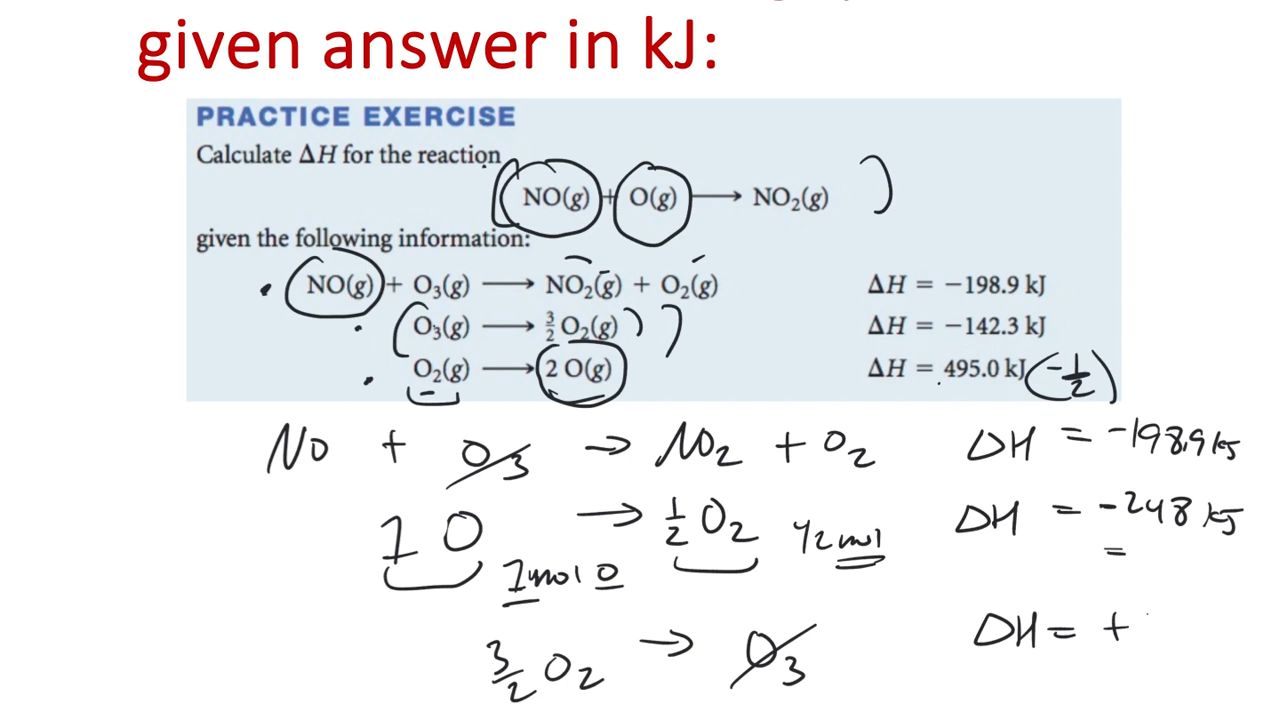 given answer in kJ:
PRACTICE EXERCISE
Calculate ΔH for the reaction
NO(g) + O(g) ⟶ NO₂(g)
given the following information:
NO(g) + O₃(g) ⟶ NO₂(g) + O₂(g) ΔH = −198.9 kJ
O₃(g) ⟶ 3/2 O₂(g) ΔH = −142.3 kJ
O₂(g) ⟶ 2 O(g) ΔH = 495.0 kJ (-1/2)
NO + O₃ → NO₂ + O₂ ΔH = -198.9 kJ
1 O → 1/2 O₂ 1/2 mol ΔH = -248 kJ
1 mol O
3/2 O₂ → O₃ ΔH = +